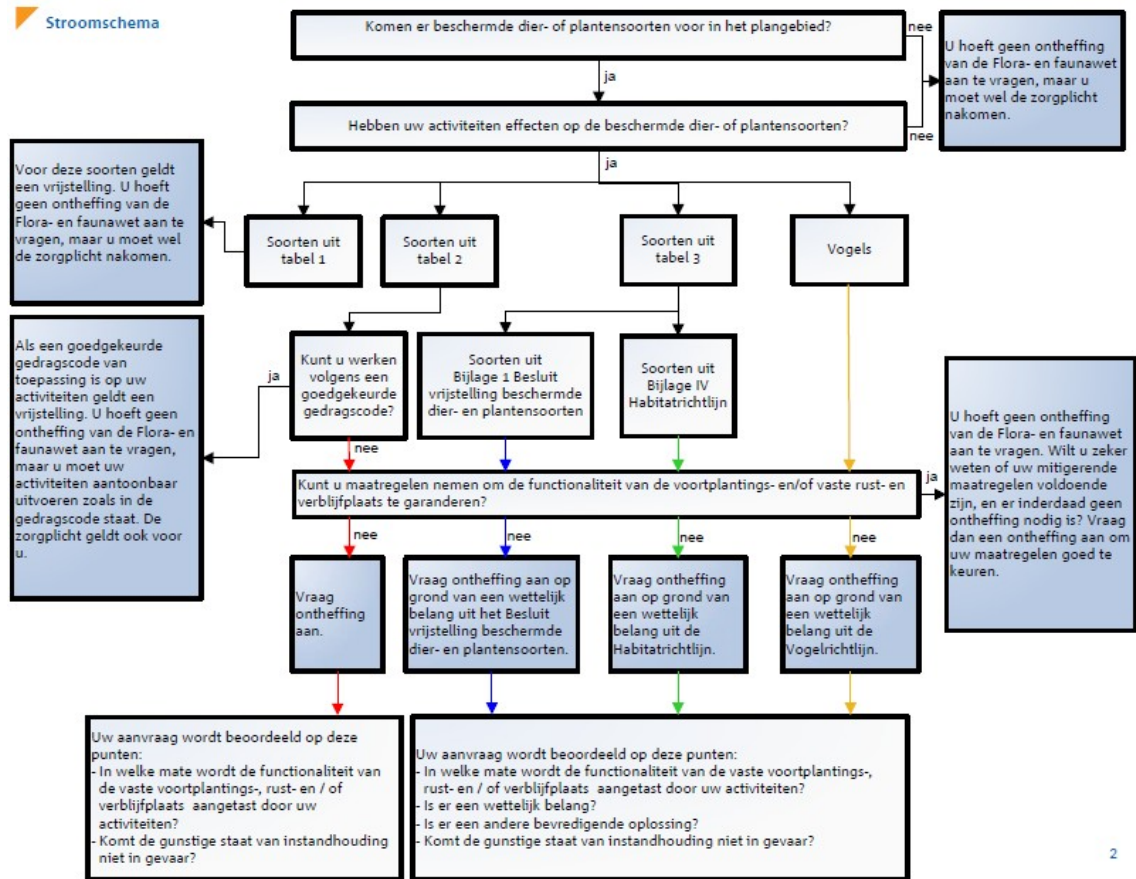 Stroomschema
Komen er beschermde dier- of plantensoorten voor in het plangebied?
nee
U hoeft geen ontheffing
van de Flora- en faunawet
aan te vragen, maar u
moet wel de zorgplicht
nakomen.
ja
Hebben uw activiteiten effecten op de beschermde dier- of plantensoorten?
nee
ja
Voor deze soorten geldt
een vrijstelling. U hoeft
geen ontheffing van de
Flora- en faunawet aan te
vragen, maar u moet wel
de zorgplicht nakomen.
Soorten uit
tabel 1
Soorten uit
tabel 2
Soorten uit
tabel 3
Vogels
Als een goedgekeurde
gedragscode van
toepassing is op uw
activiteiten geldt een
vrijstelling. U hoeft geen
ontheffing van de Flora- en
faunawet aan te vragen,
maar u moet uw
activiteiten aantoonbaar
uitvoeren zoals in de
gedragscode staat. De
zorgplicht geldt ook voor
u.
ja
Kunt u werken
volgens een
goedgekeurde
gedragscode?
Soorten uit
Bijlage 1 Besluit
vrijstelling beschermde
dier- en plantensoorten
Soorten uit
Bijlage IV
Habitatrichtlijn
nee
Kunt u maatregelen nemen om de functionaliteit van de voortplantings- en/of vaste rust- en
verblijfplaats te garanderen?
ja
U hoeft geen ontheffing
van de Flora- en faunawet
aan te vragen. Wilt u zeker
weten of uw mitigerende
maatregelen voldoende
zijn, en er inderdaad geen
ontheffing nodig is? Vraag
dan een ontheffing aan om
uw maatregelen goed te
keuren.
nee
nee
nee
nee
Vraag
ontheffing
aan.
Vraag ontheffing aan op
grond van een wettelijk
belang uit het Besluit
vrijstelling beschermde
dier- en plantensoorten.
Vraag ontheffing
aan op grond van
een wettelijk
belang uit de
Habitatrichtlijn.
Vraag ontheffing
aan op grond van
een wettelijk
belang uit de
Vogelrichtlijn.
Uw aanvraag wordt beoordeeld op deze
punten:
- In welke mate wordt de functionaliteit van
de vaste voortplantings-, rust- en / of
verblijfplaats aangetast door uw
activiteiten?
- Komt de gunstige staat van instandhouding
niet in gevaar?
Uw aanvraag wordt beoordeeld op deze punten:
- In welke mate wordt de functionaliteit van de vaste voortplantings-,
rust- en / of verblijfplaats aangetast door uw activiteiten?
- Is er een wettelijk belang?
- Is er een andere bevredigende oplossing?
- Komt de gunstige staat van instandhouding niet in gevaar?
2